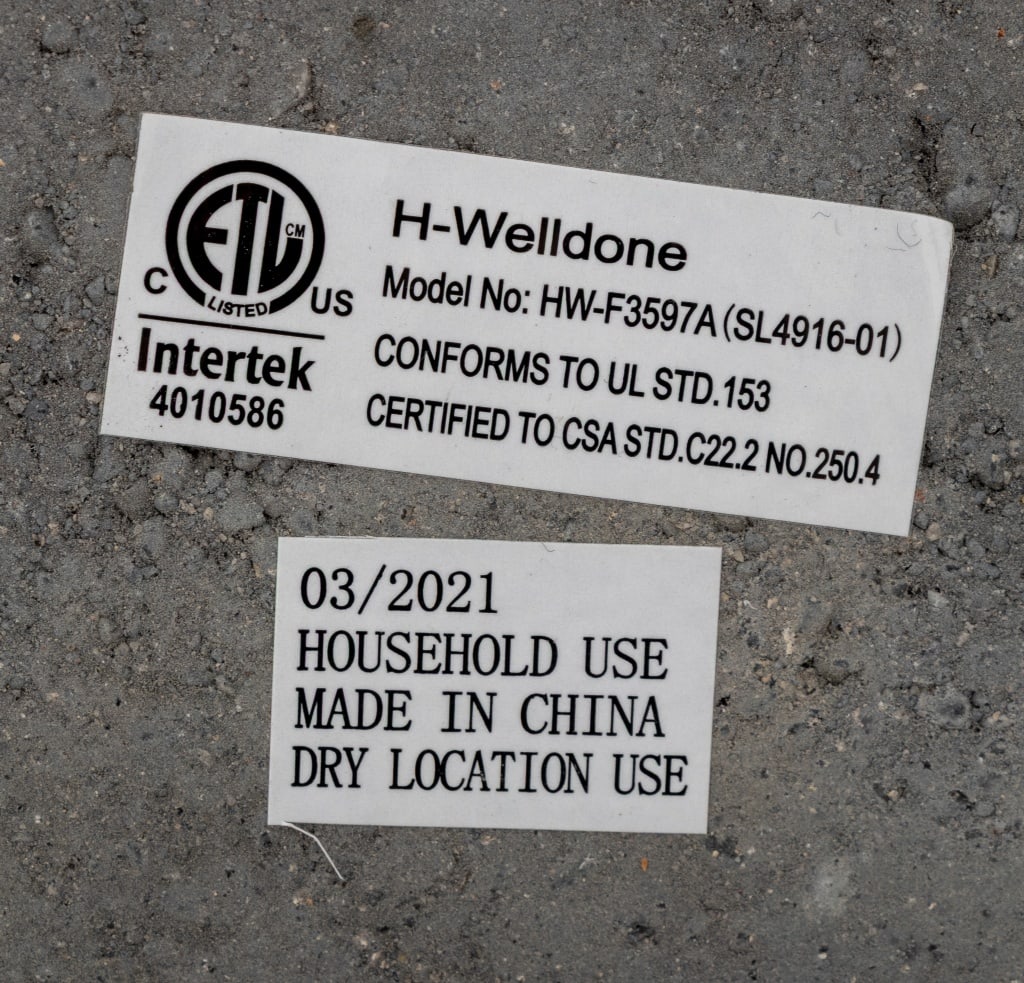 ETL CM
LISTED
C US
Intertek
4010586
H-Welldone
Model No: HW-F3597A (SL4916-01)
CONFORMS TO UL STD.153
CERTIFIED TO CSA STD.C22.2 NO.250.4
03/2021
HOUSEHOLD USE
MADE IN CHINA
DRY LOCATION USE